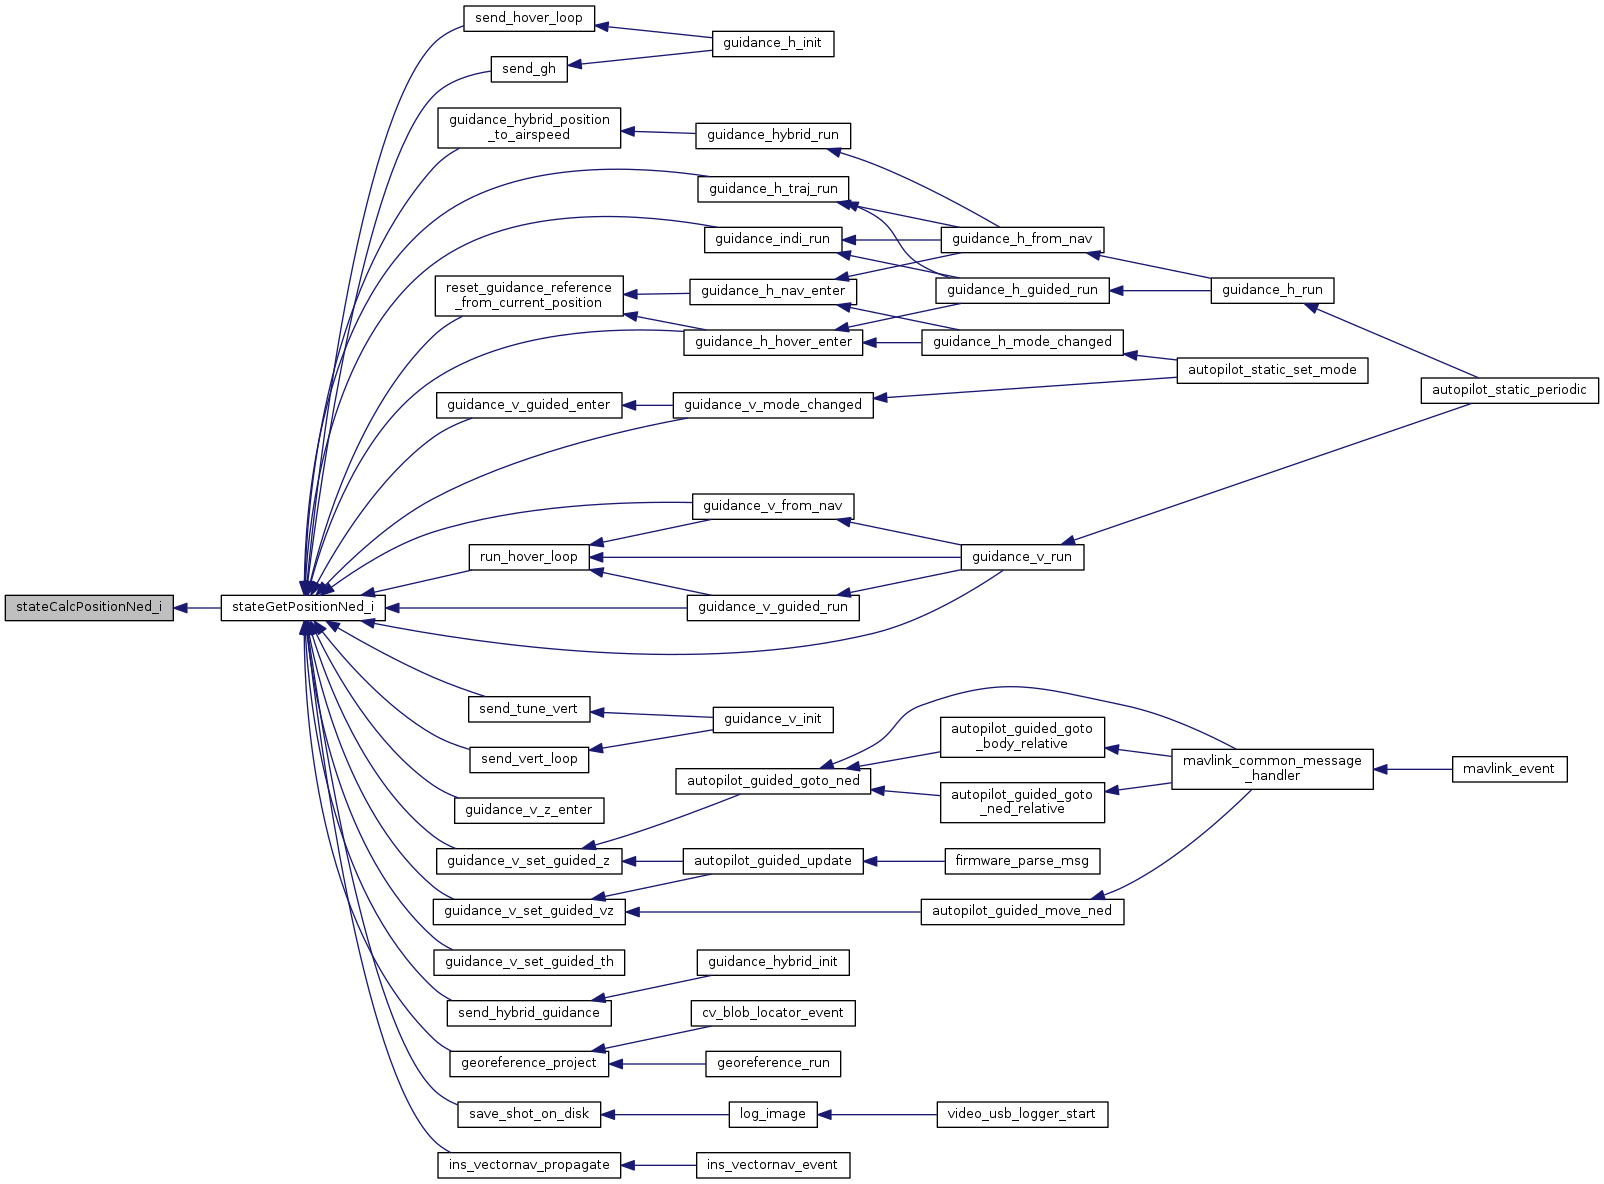 send_hover_loop
guidance_h_init
send_gh
guidance_hybrid_position
_to_airspeed
guidance_hybrid_run
guidance_h_traj_run
guidance_indi_run
guidance_h_from_nav
reset_guidance_reference
_from_current_position
guidance_h_nav_enter
guidance_h_guided_run
guidance_h_run
guidance_h_hover_enter
guidance_h_mode_changed
autopilot_static_set_mode
autopilot_static_periodic
guidance_v_guided_enter
guidance_v_mode_changed
guidance_v_from_nav
run_hover_loop
guidance_v_run
stateCalcPositionNed_i
stateGetPositionNed_i
guidance_v_guided_run
send_tune_vert
guidance_v_init
send_vert_loop
autopilot_guided_goto
_body_relative
mavlink_common_message
_handler
mavlink_event
autopilot_guided_goto_ned
autopilot_guided_goto
_ned_relative
guidance_v_z_enter
guidance_v_set_guided_z
autopilot_guided_update
firmware_parse_msg
guidance_v_set_guided_vz
autopilot_guided_move_ned
guidance_v_set_guided_th
guidance_hybrid_init
send_hybrid_guidance
cv_blob_locator_event
georeference_project
georeference_run
save_shot_on_disk
log_image
video_usb_logger_start
ins_vectornav_propagate
ins_vectornav_event